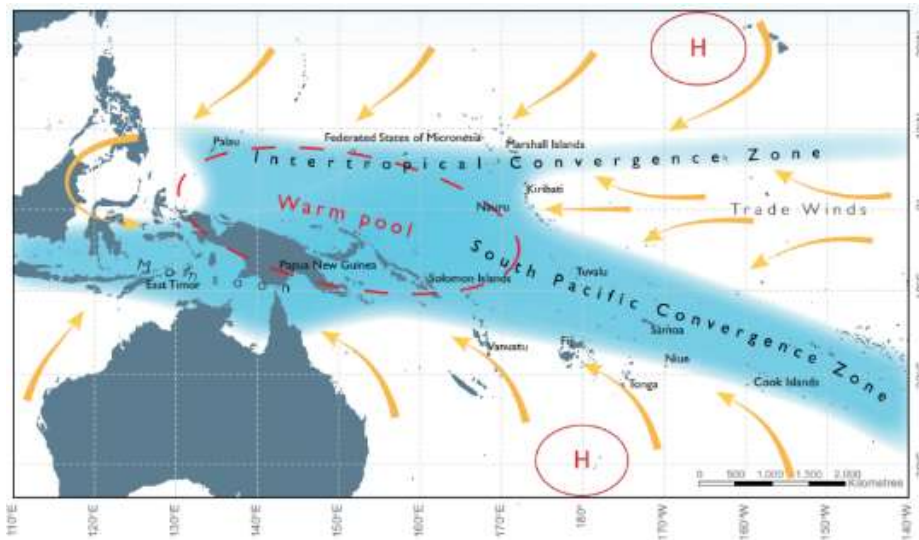 H
Palau
Federated States of Micronesia
Marshall Islands
Intertropical Convergence Zone
Kiribati
Warm pool
Nauru
Trade Winds
South Pacific Convergence Zone
Monsoon
East Timor
Papua New Guinea
Solomon Islands
Tuvalu
Samoa
Vanuatu
Fiji
Niue
Tonga
Cook Islands
H
0 500 1.000 1.500 2.000
Kilometres
110°E 120°E 130°E 140°E 150°E 160°E 170°E 180° 170°W 160°W 150°W 140°W